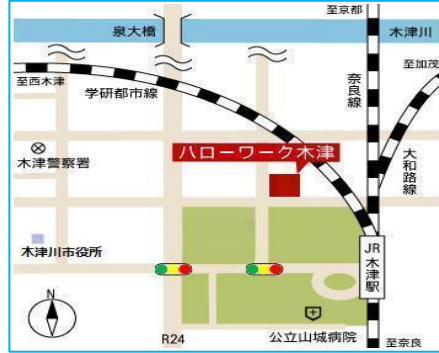 至京都
泉大橋
木津川
至加茂
至西木津
奈良線
学研都市線
ハローワーク木津
木津警察署
大和路線
木津川市役所
JR
木津駅
N
公立山城病院
R24
至奈良